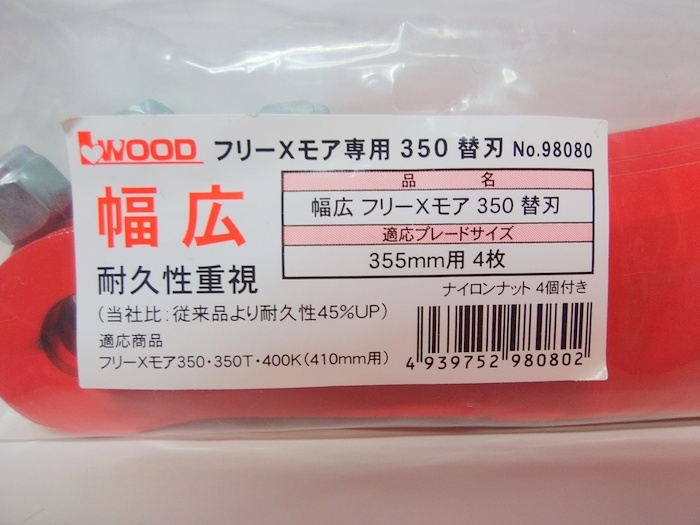 WOOD フリーXモア専用 350 替刃 No.98080
幅広
耐久性重視
(当社比:従来品より耐久性45%UP)
適応商品
フリーXモア350・350T・400K(410mm用)
品名
幅広 フリーXモア 350 替刃
適応ブレードサイズ
355mm用 4枚
ナイロンナット 4個付き
4 939752 980802